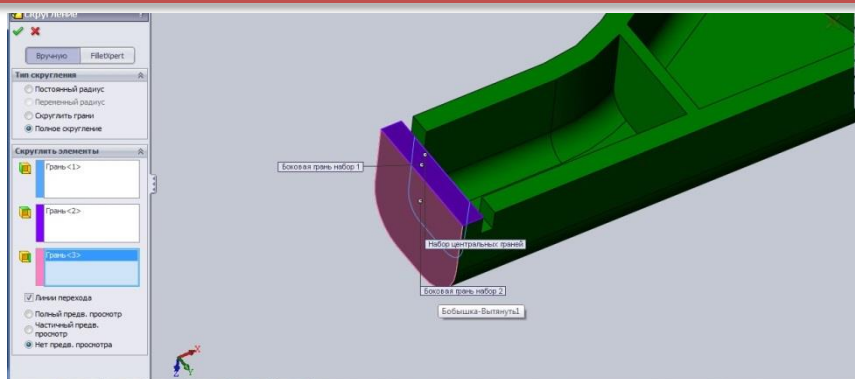 Скругление
?
Вручную
FilletXpert
Тип скругления
Постоянный радиус
Переменный радиус
Скруглить грани
Полное скругление
Скруглить элементы
Грань<1>
Грань<2>
Грань<3>
Линии перехода
Полный предв. просмотр
Частичный предв.
просмотр
Нет предв. просмотра
Боковая грань набор 1
Набор центральных граней
Боковая грань набор 2
Бобышка-Вытянуть1
X
Y
Z